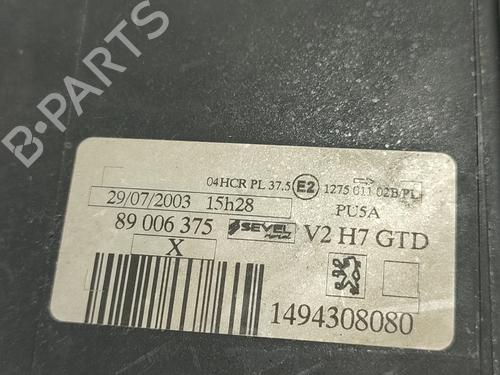 B-PARTS
04HCR PL 37.5 E2 1275 011 02B/PL
29/07/2003 15h28 PU5A
89 006 375 SEVEL V2 H7 GTD
X
1494308080